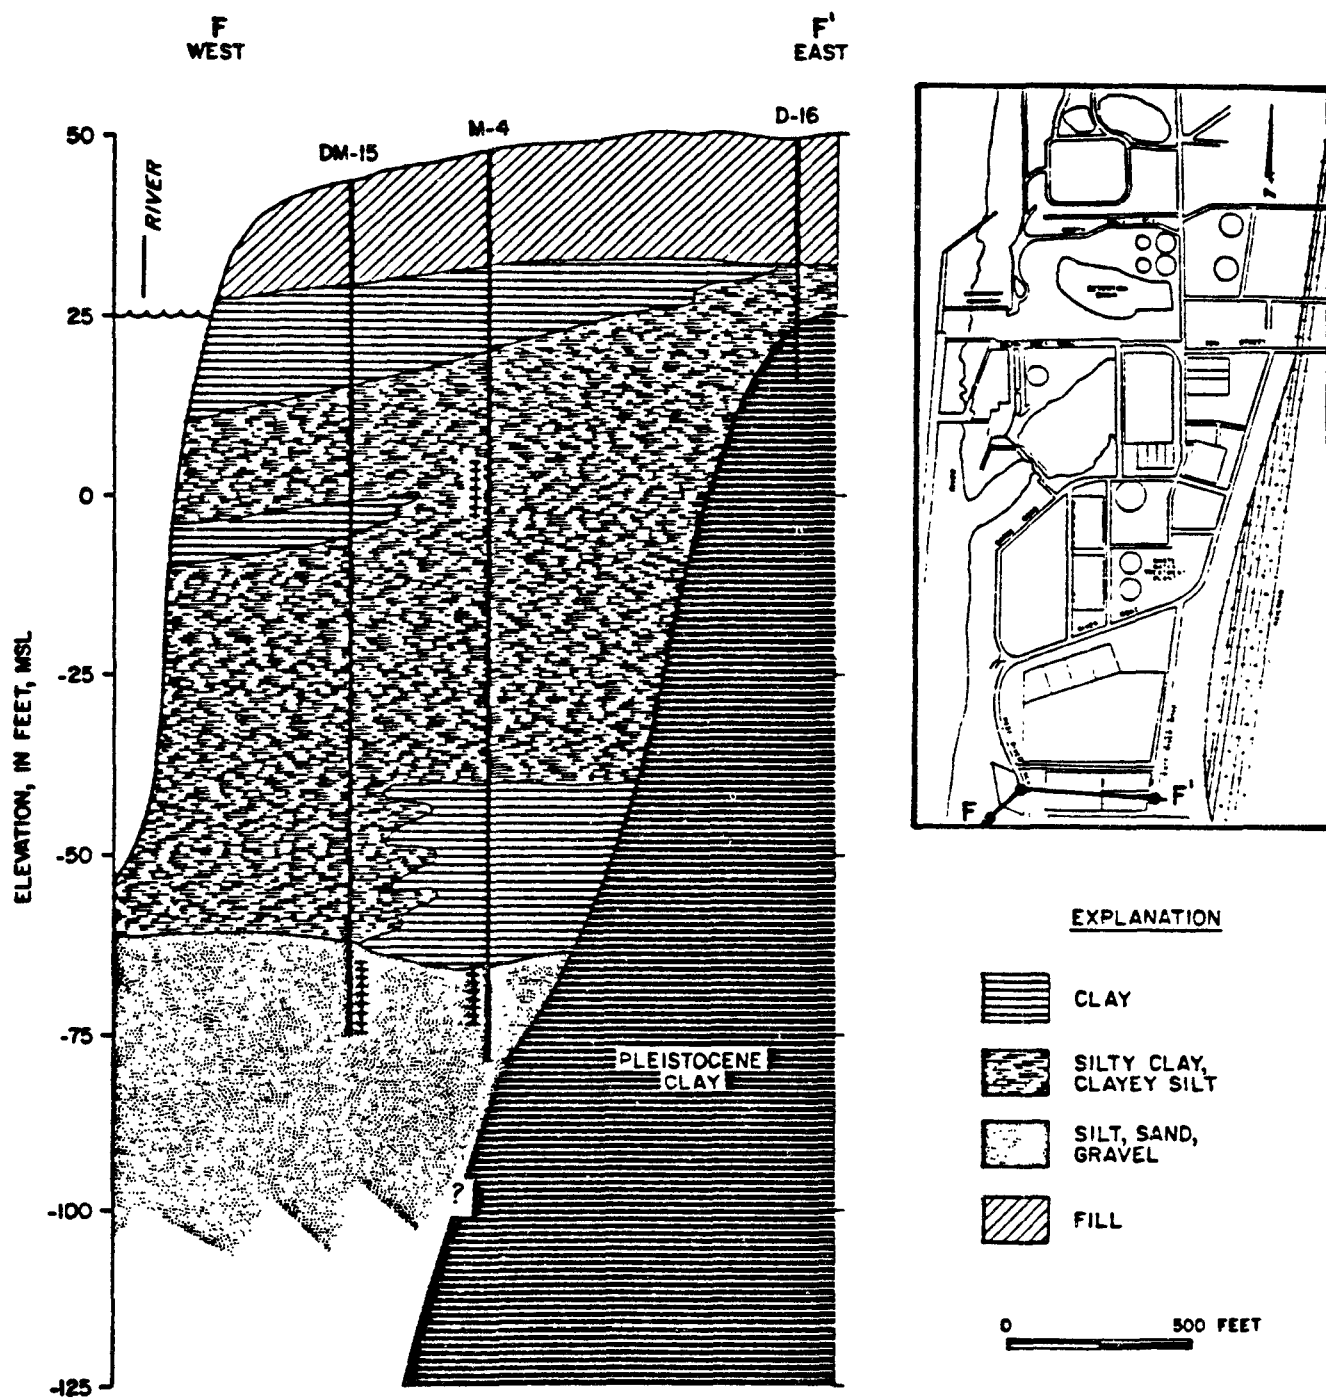 F
WEST
F'
EAST
50
25
0
-25
-50
-75
-100
-125
ELEVATION, IN FEET, MSL
RIVER
DM-15
M-4
D-16
PLEISTOCENE
CLAY
?
F
F'
EXPLANATION
CLAY
SILTY CLAY,
CLAYEY SILT
SILT, SAND,
GRAVEL
FILL
0
500 FEET